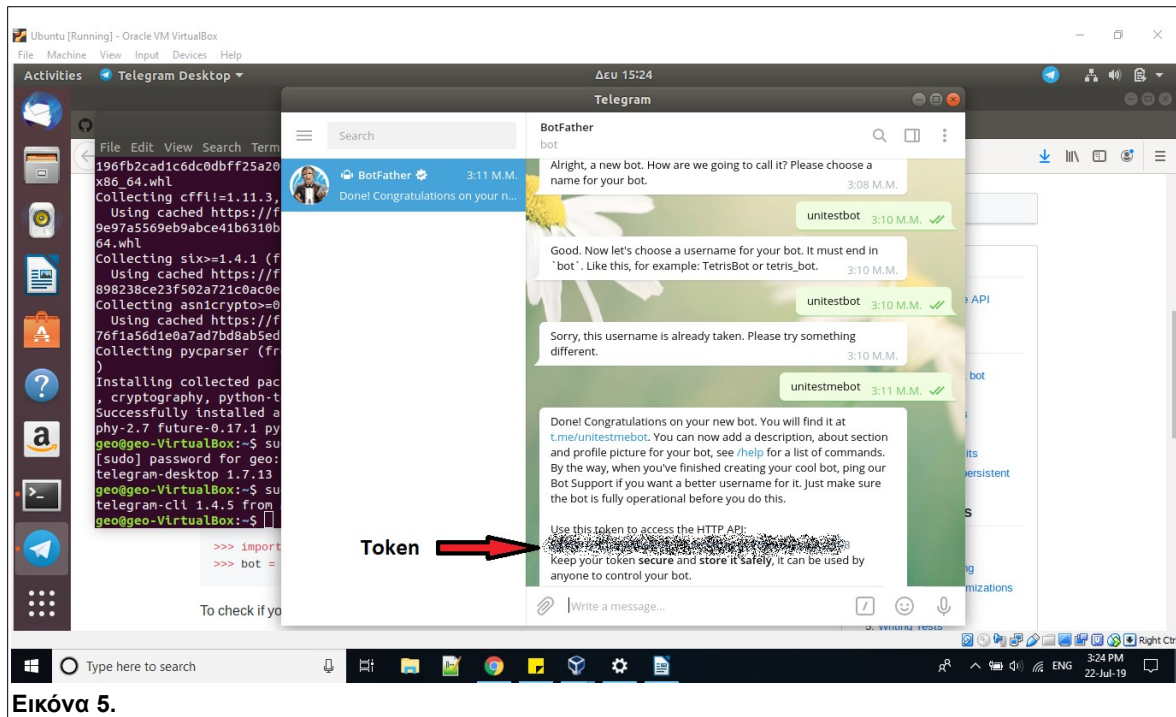 Ubuntu [Running] - Oracle VM VirtualBox
File Machine View Input Devices Help
Activities Telegram Desktop Δευ 15:24
Telegram
File Edit View Search Term
196fb2cad1c6dc0dbff25a20
x86_64.whl
Collecting cffi!=1.11.3,
Using cached https://f
9e97a5569eb9abce41b6310b
64.whl
Collecting six>=1.4.1 (f
Using cached https://f
898238ce23f502a721c0ac0e
Collecting asn1crypto>=0
Using cached https://f
76f1a56d1e0a7ad7bd8ab5ed
Collecting pycparser (fr
)
Installing collected pac
, cryptography, python-t
Successfully installed a
phy-2.7 future-0.17.1 py
geo@geo-VirtualBox:~$ su
[sudo] password for geo:
telegram-desktop 1.7.13
geo@geo-VirtualBox:~$ su
telegram-cli 1.4.5 from
geo@geo-VirtualBox:~$
>>> import
>>> bot =
To check if yo
Search
BotFather 3:11 M.M.
Done! Congratulations on your n...
BotFather
bot
Alright, a new bot. How are we going to call it? Please choose a
name for your bot. 3:08 M.M.
unitestbot 3:10 M.M.
Good. Now let's choose a username for your bot. It must end in
`bot`. Like this, for example: TetrisBot or tetris_bot. 3:10 M.M.
unitestbot 3:10 M.M.
Sorry, this username is already taken. Please try something
different. 3:10 M.M.
unitestmebot 3:11 M.M.
Done! Congratulations on your new bot. You will find it at
t.me/unitestmebot. You can now add a description, about section
and profile picture for your bot, see /help for a list of commands.
By the way, when you've finished creating your cool bot, ping our
Bot Support if you want a better username for it. Just make sure
the bot is fully operational before you do this.
Use this token to access the HTTP API:
Token
Keep your token secure and store it safely, it can be used by
anyone to control your bot.
Write a message...
API
bot
its
ersistent
s
ng
mizations
5. Writing Tests
Right Ctr
Type here to search
ENG
3:24 PM
22-Jul-19
Εικόνα 5.